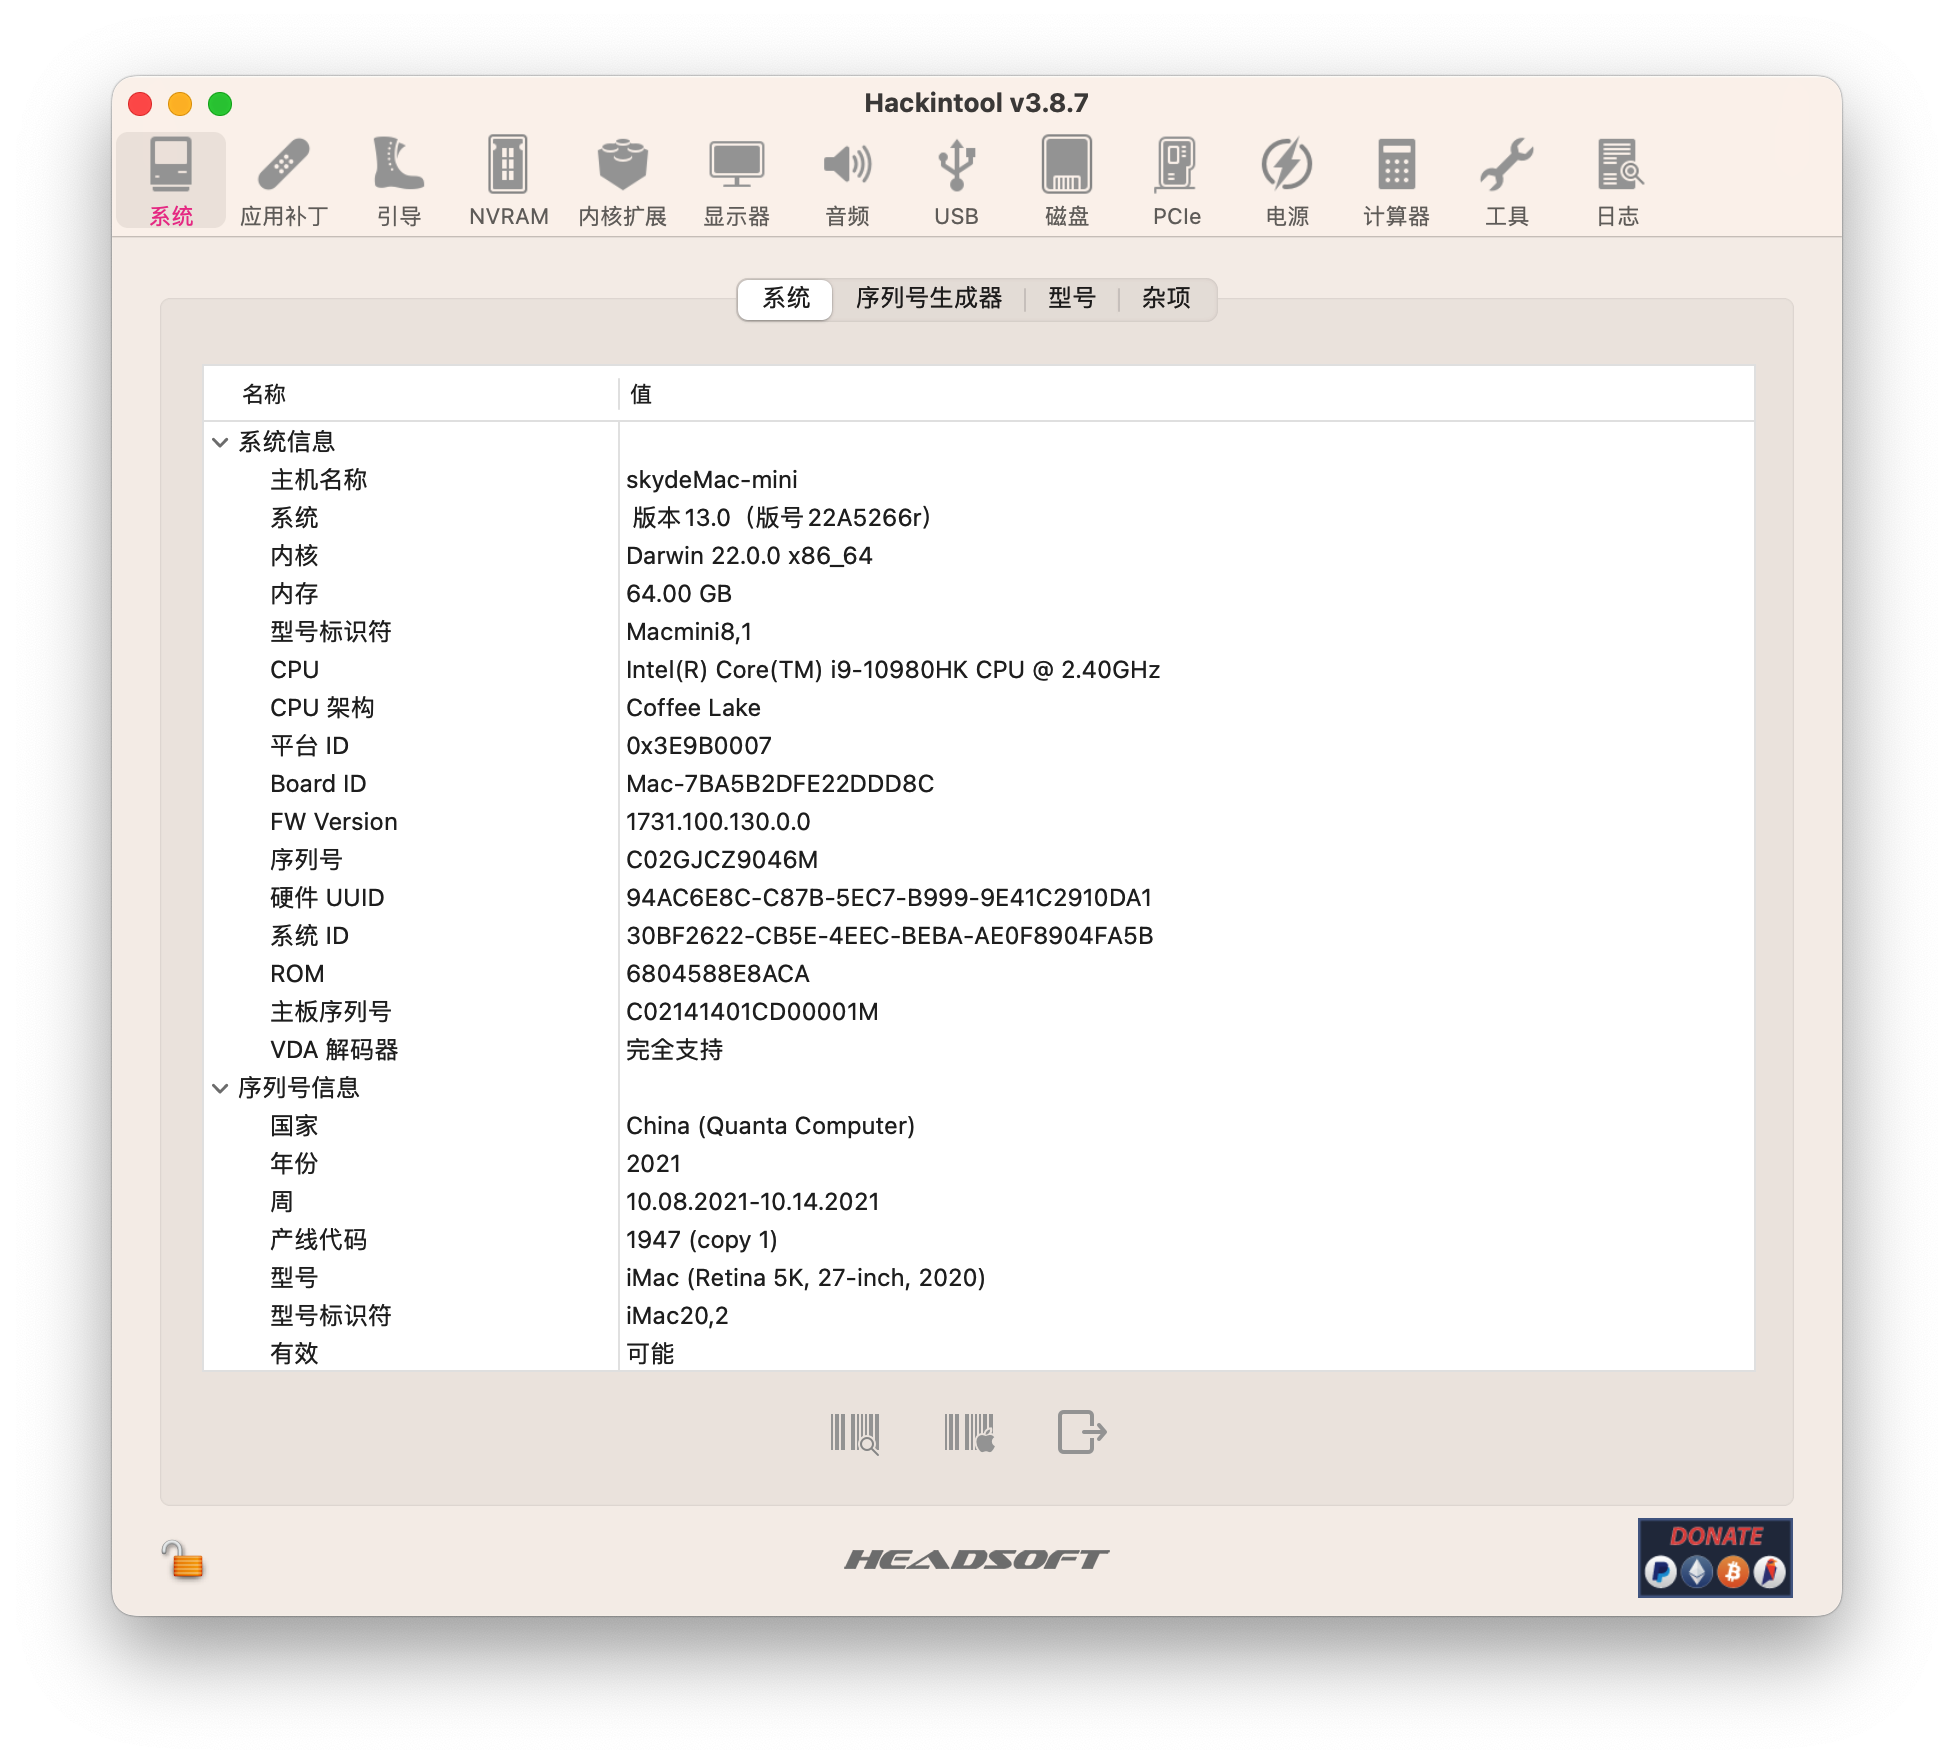 Hackintool v3.8.7
系统 应用补丁 引导 NVRAM 内核扩展 显示器 音频 USB 磁盘 PCIe 电源 计算器 工具 日志
系统 序列号生成器 型号 杂项
名称 值
系统信息
主机名称 skydeMac-mini
系统 版本 13.0（版号 22A5266r）
内核 Darwin 22.0.0 x86_64
内存 64.00 GB
型号标识符 Macmini8,1
CPU Intel(R) Core(TM) i9-10980HK CPU @ 2.40GHz
CPU 架构 Coffee Lake
平台 ID 0x3E9B0007
Board ID Mac-7BA5B2DFE22DDD8C
FW Version 1731.100.130.0.0
序列号 C02GJCZ9046M
硬件 UUID 94AC6E8C-C87B-5EC7-B999-9E41C2910DA1
系统 ID 30BF2622-CB5E-4EEC-BEBA-AE0F8904FA5B
ROM 6804588E8ACA
主板序列号 C02141401CD00001M
VDA 解码器 完全支持
序列号信息
国家 China (Quanta Computer)
年份 2021
周 10.08.2021-10.14.2021
产线代码 1947 (copy 1)
型号 iMac (Retina 5K, 27-inch, 2020)
型号标识符 iMac20,2
有效 可能
HEADSOFT
DONATE